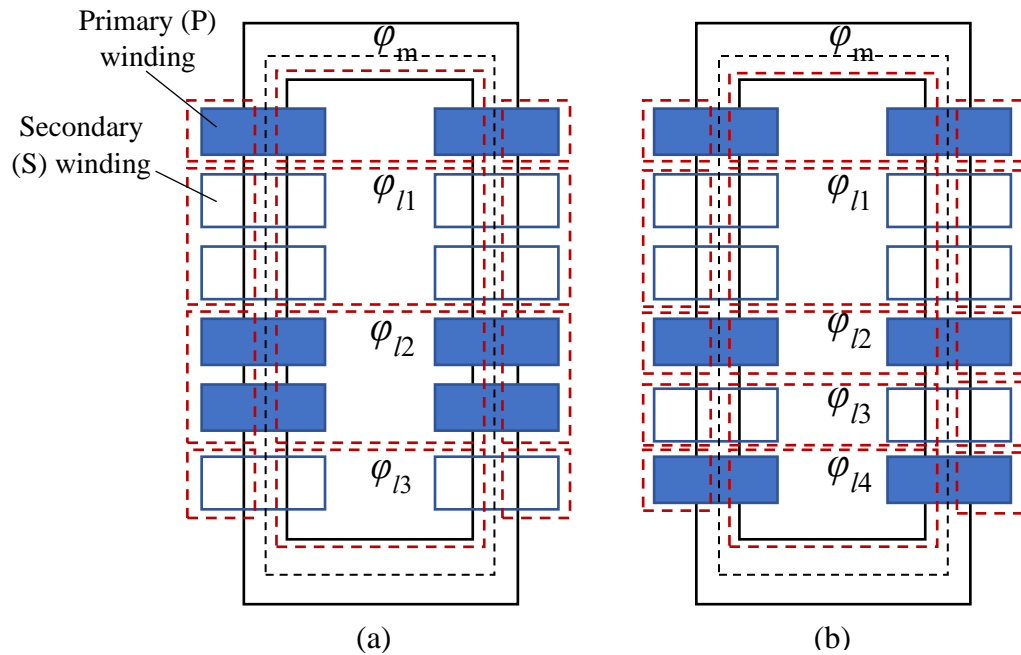 Primary (P)
winding
Secondary
(S) winding
φm
φl1
φl2
φl3
(a)
φm
φl1
φl2
φl3
φl4
(b)